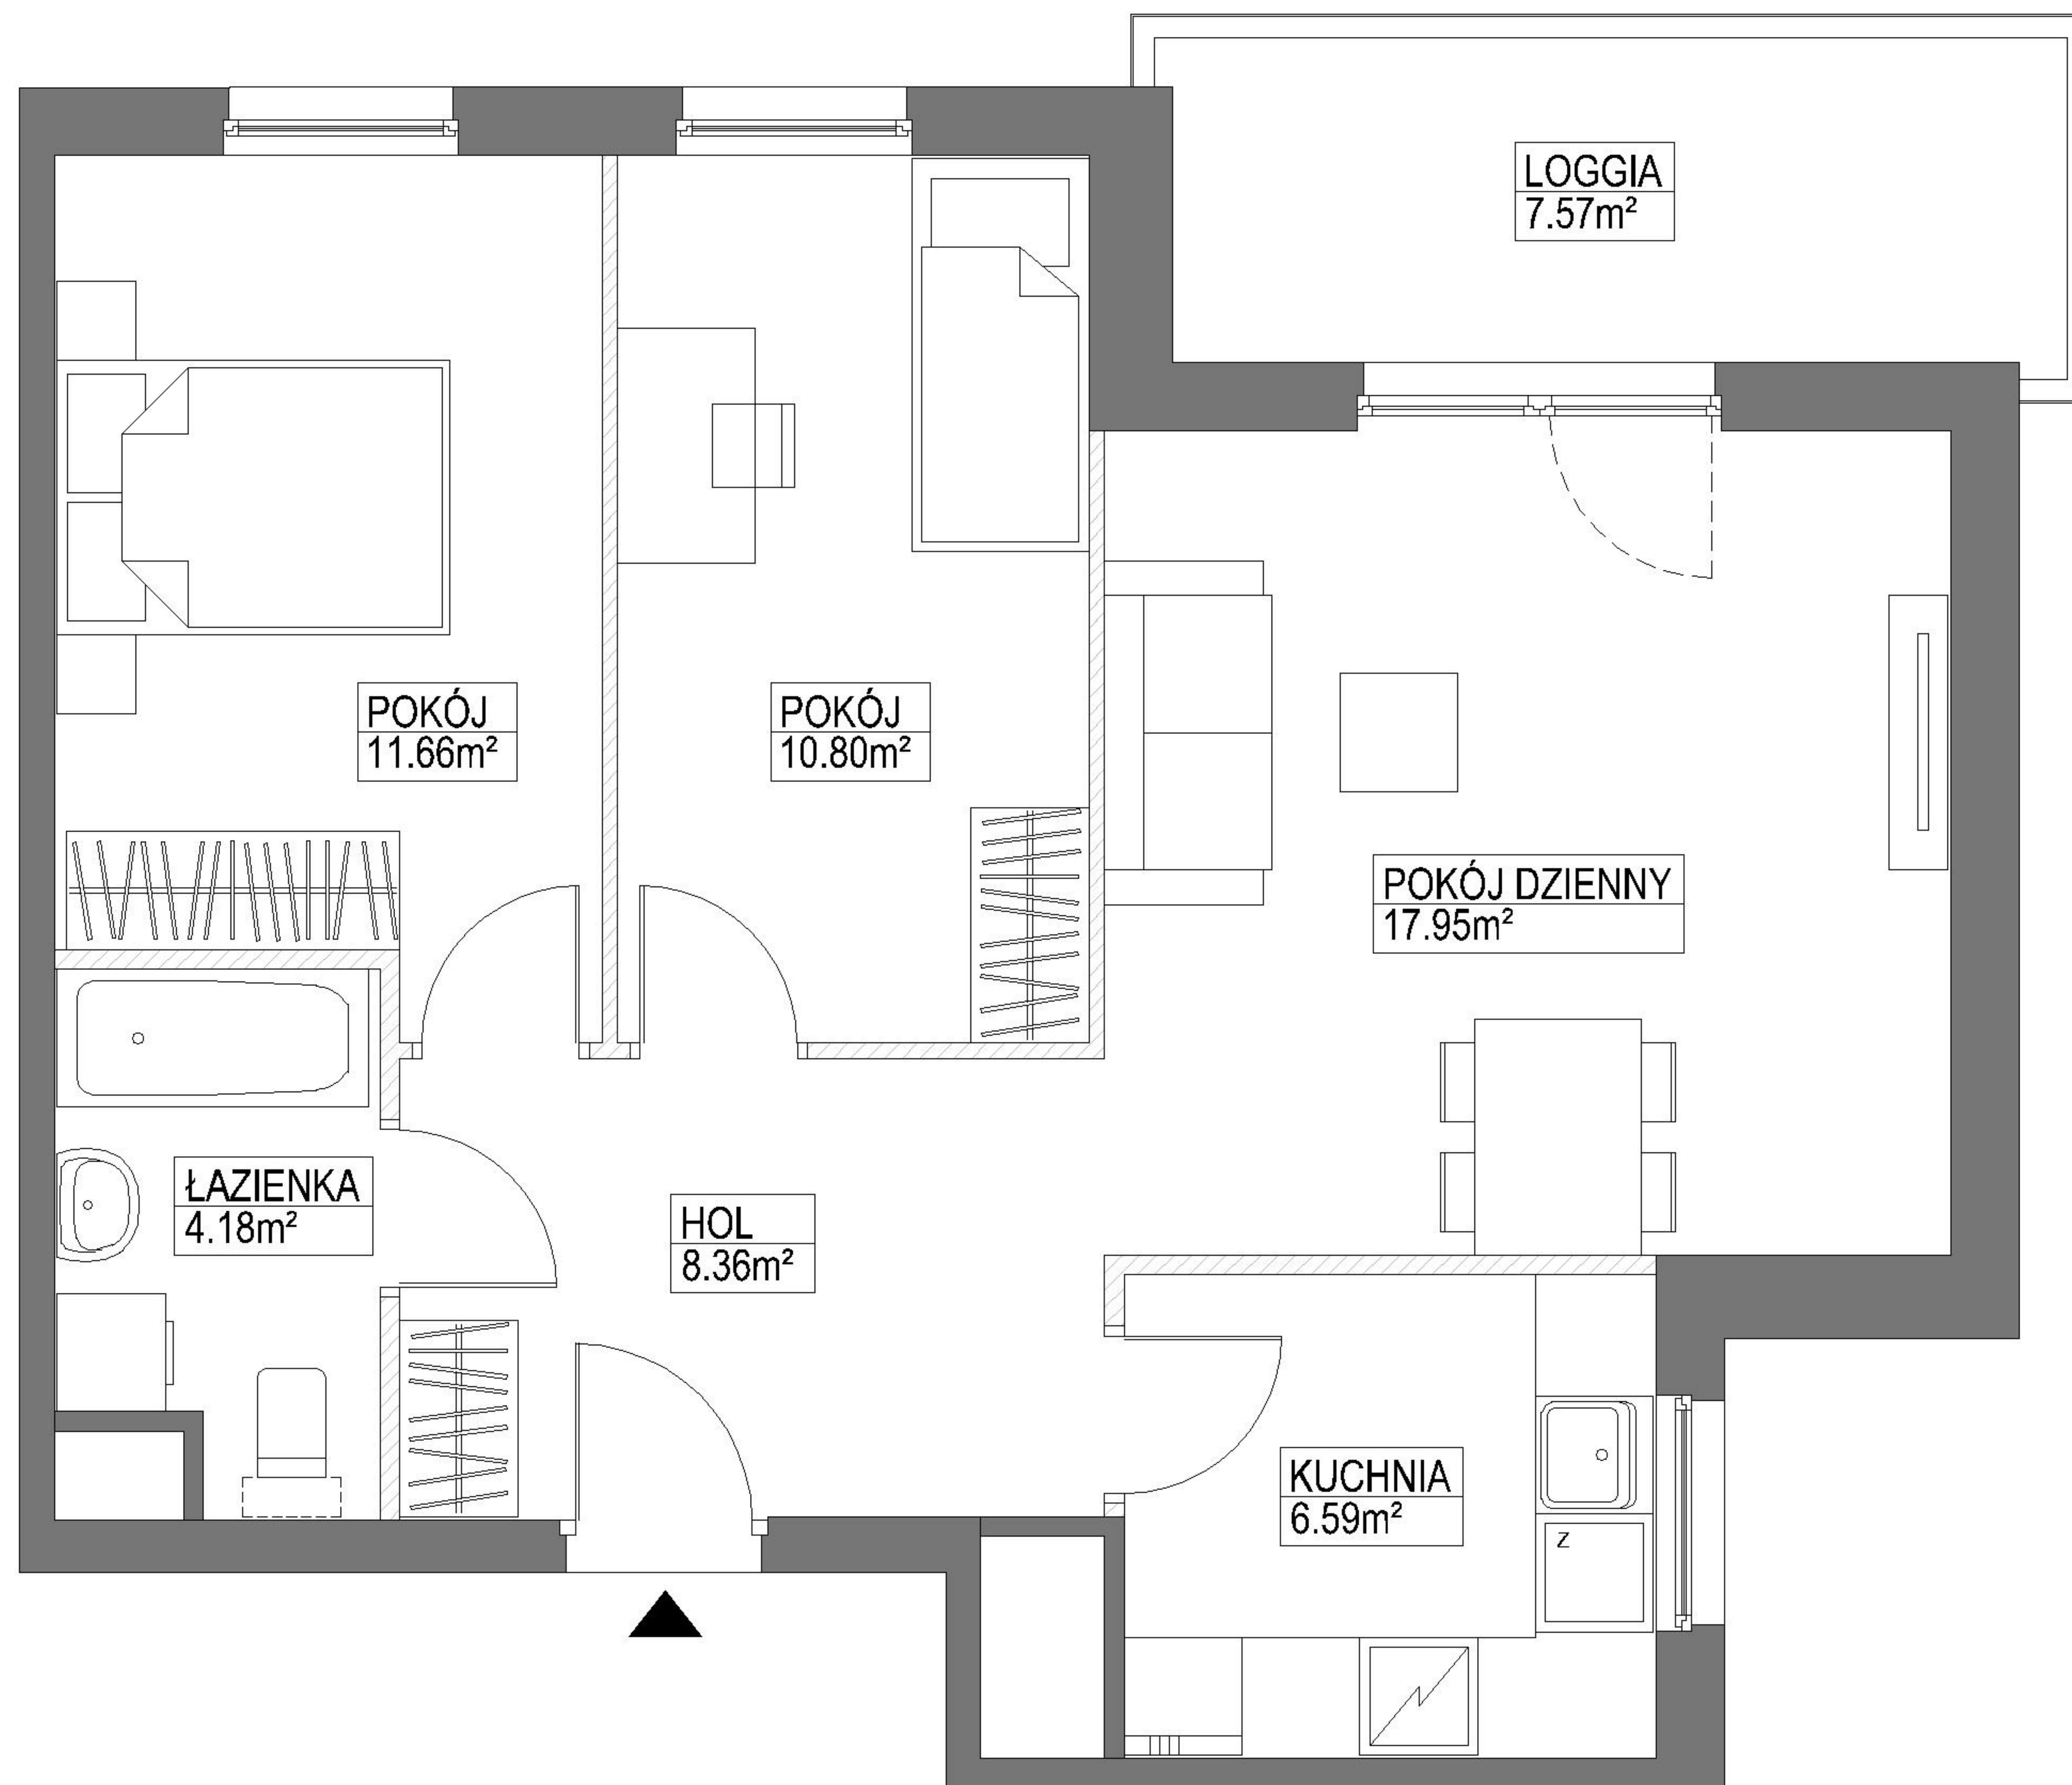 LOGGIA
7.57m²
POKÓJ
11.66m²
POKÓJ
10.80m²
POKÓJ DZIENNY
17.95m²
ŁAZIENKA
4.18m²
HOL
8.36m²
KUCHNIA
6.59m²
Z